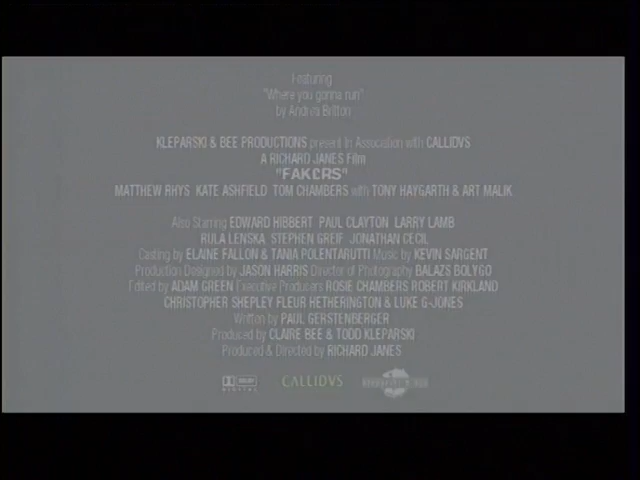 Featuring
"Where you gonna run"
by Andrea Britton
KLEPARSKI & BEE PRODUCTIONS present In Association with CALLIDVS
A RICHARD JANES Film
"FAK£RS"
MATTHEW RHYS KATE ASHFIELD TOM CHAMBERS with TONY HAYGARTH & ART MALIK
Also Starring EDWARD HIBBERT PAUL CLAYTON LARRY LAMB
RULA LENSKA STEPHEN GREIF JONATHAN CECIL
Casting by ELAINE FALLON & TANIA POLENTARUTTI Music by KEVIN SARGENT
Production Designed by JASON HARRIS Director of Photography BALAZS BOLYGO
Edited by ADAM GREEN Executive Producers ROSIE CHAMBERS ROBERT KIRKLAND
CHRISTOPHER SHEPLEY FLEUR HETHERINGTON & LUKE G-JONES
Written by PAUL GERSTENBERGER
Produced by CLAIRE BEE & TODD KLEPARSKI
Produced & Directed by RICHARD JANES
DOLBY DIGITAL CALLIDVS